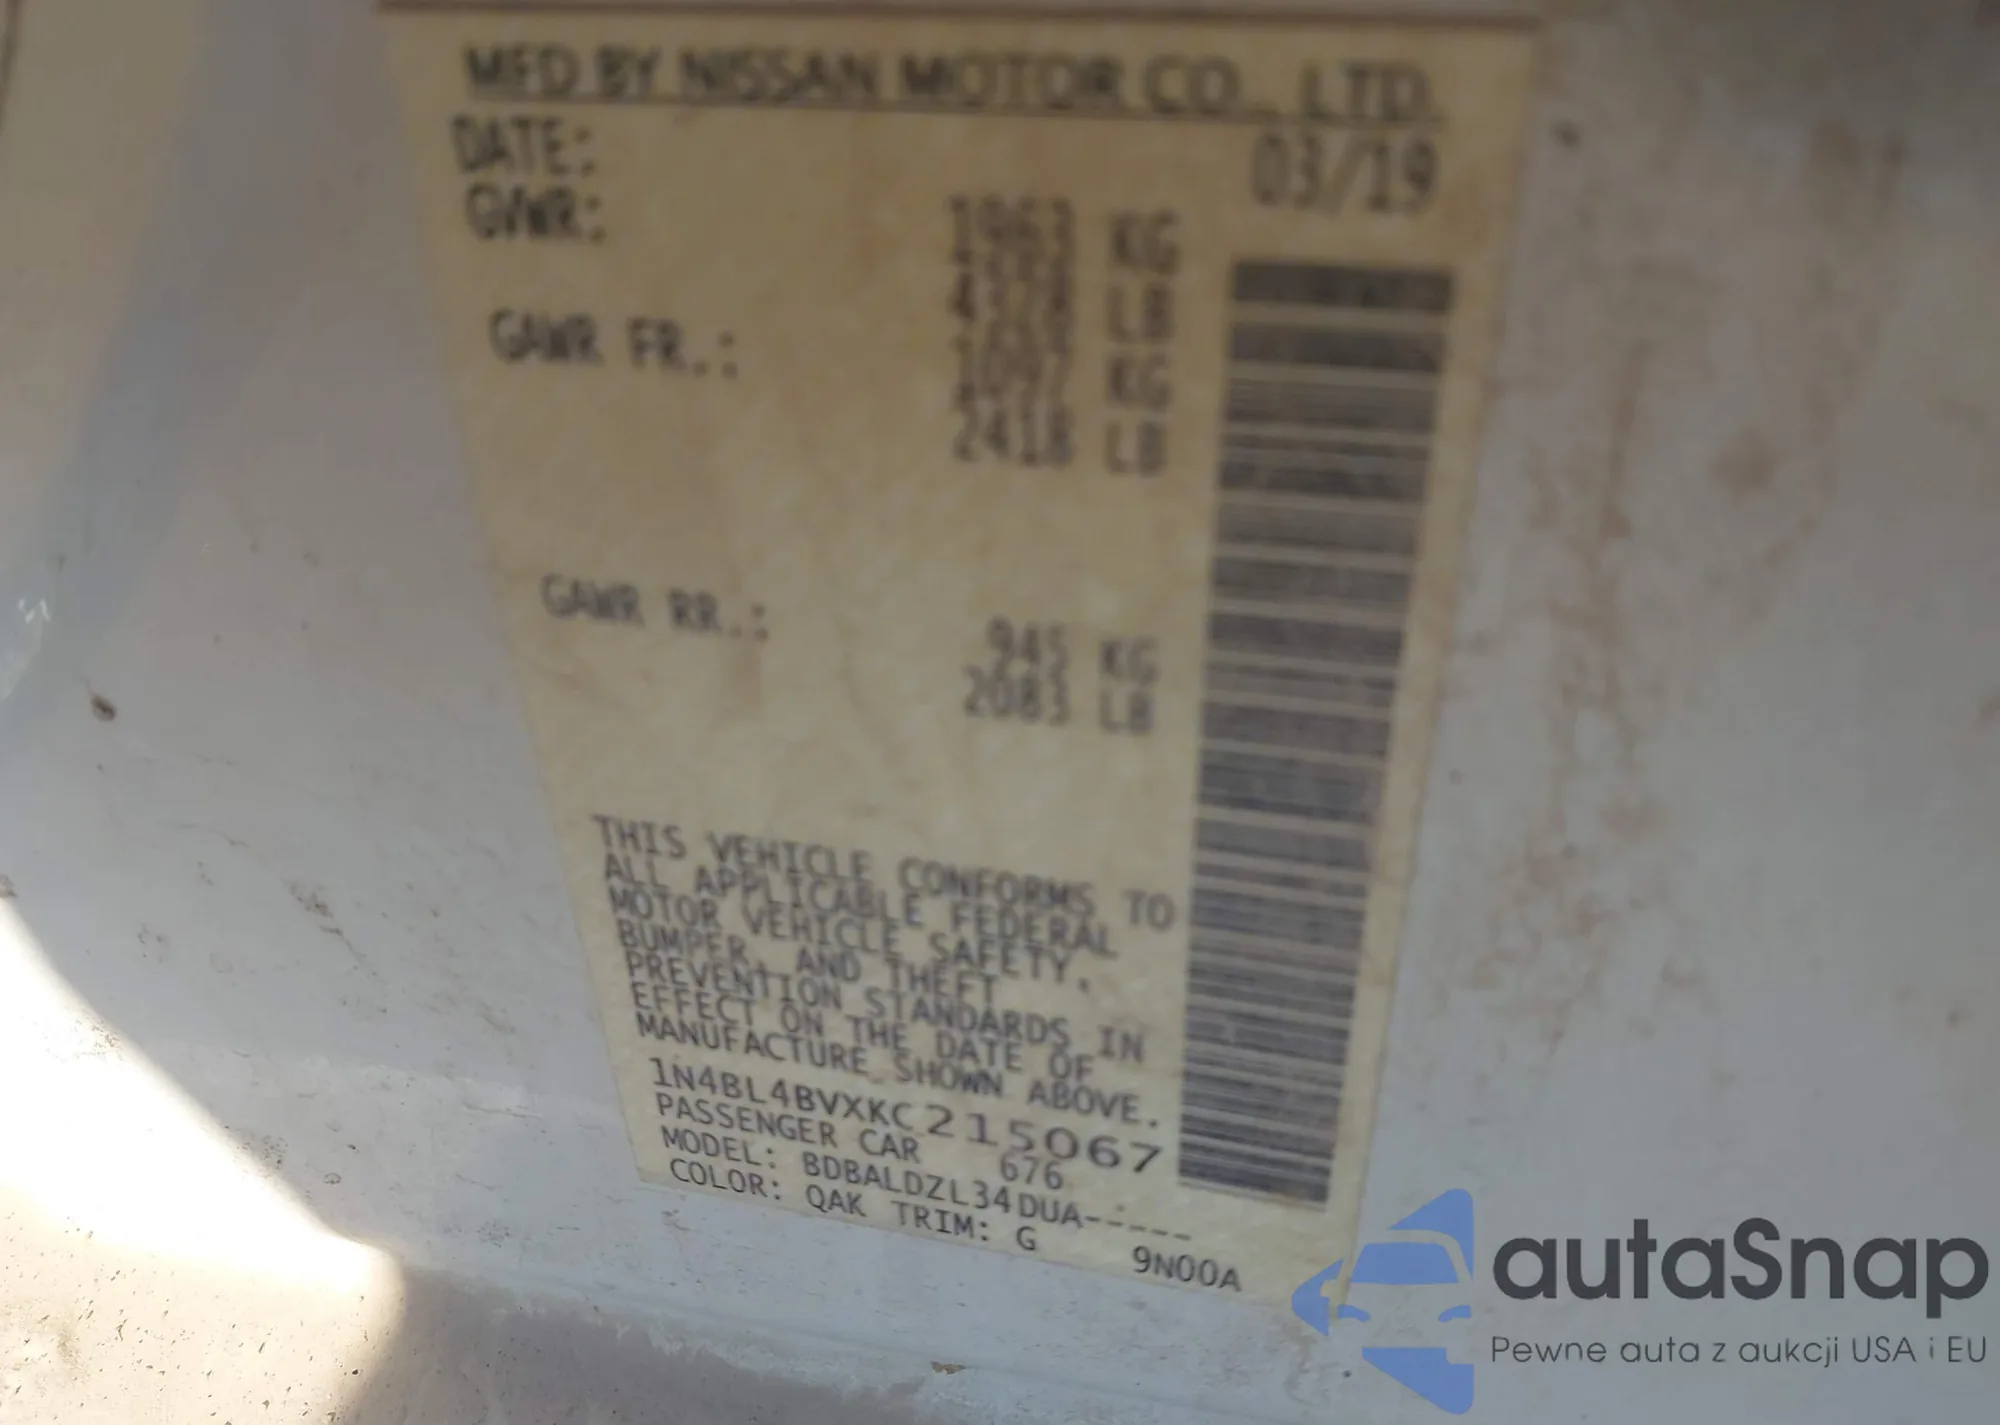 MFD BY NISSAN MOTOR CO., LTD.
DATE: 03/19
GVWR: 1963 KG
4328 LB
GAWR FR.: 1097 KG
2418 LB
GAWR RR.: 945 KG
2083 LB
THIS VEHICLE CONFORMS TO
ALL APPLICABLE FEDERAL
MOTOR VEHICLE SAFETY,
BUMPER, AND THEFT
PREVENTION STANDARDS IN
EFFECT ON THE DATE OF
MANUFACTURE SHOWN ABOVE.
1N4BL4BVXKC215067
PASSENGER CAR 676
MODEL: BDBALDZL34DUA-----
COLOR: QAK TRIM: G 9N00A
autaSnap
Pewne auta z aukcji USA i EU